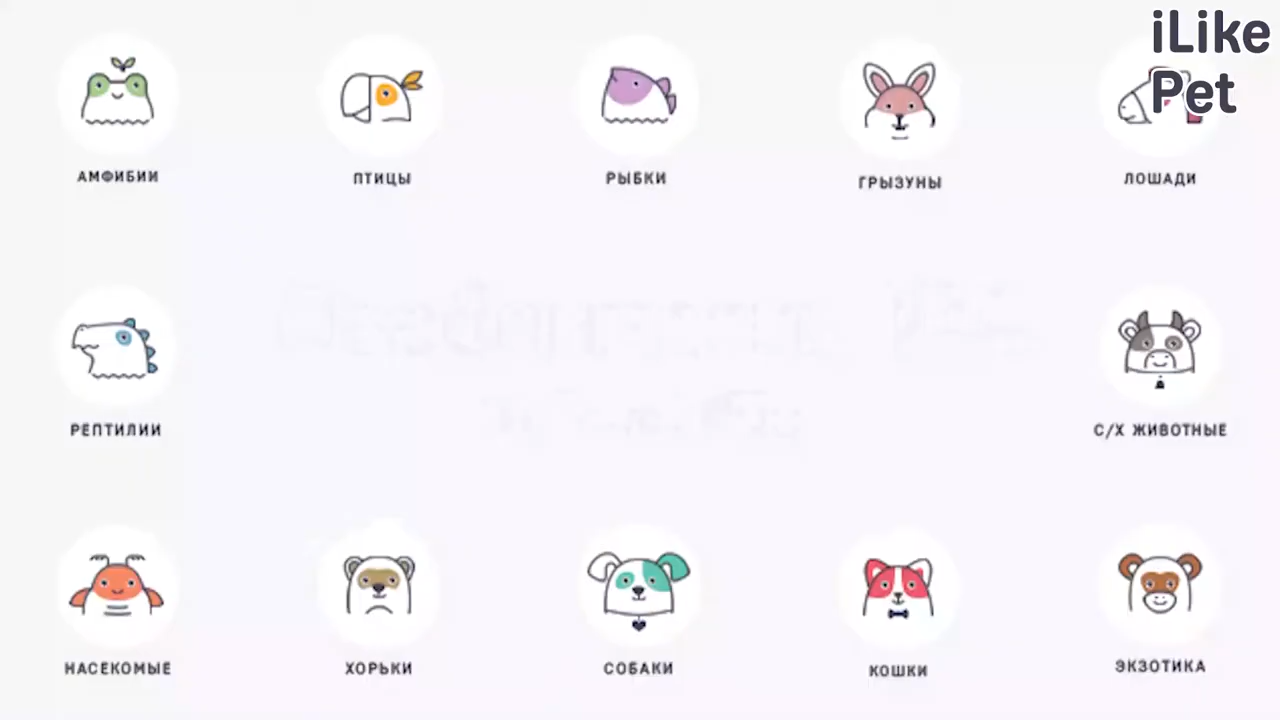 iLike
Pet
АМФИБИИ
ПТИЦЫ
РЫБКИ
ГРЫЗУНЫ
ЛОШАДИ
РЕПТИЛИИ
С/Х ЖИВОТНЫЕ
НАСЕКОМЫЕ
ХОРЬКИ
СОБАКИ
КОШКИ
ЭКЗОТИКА